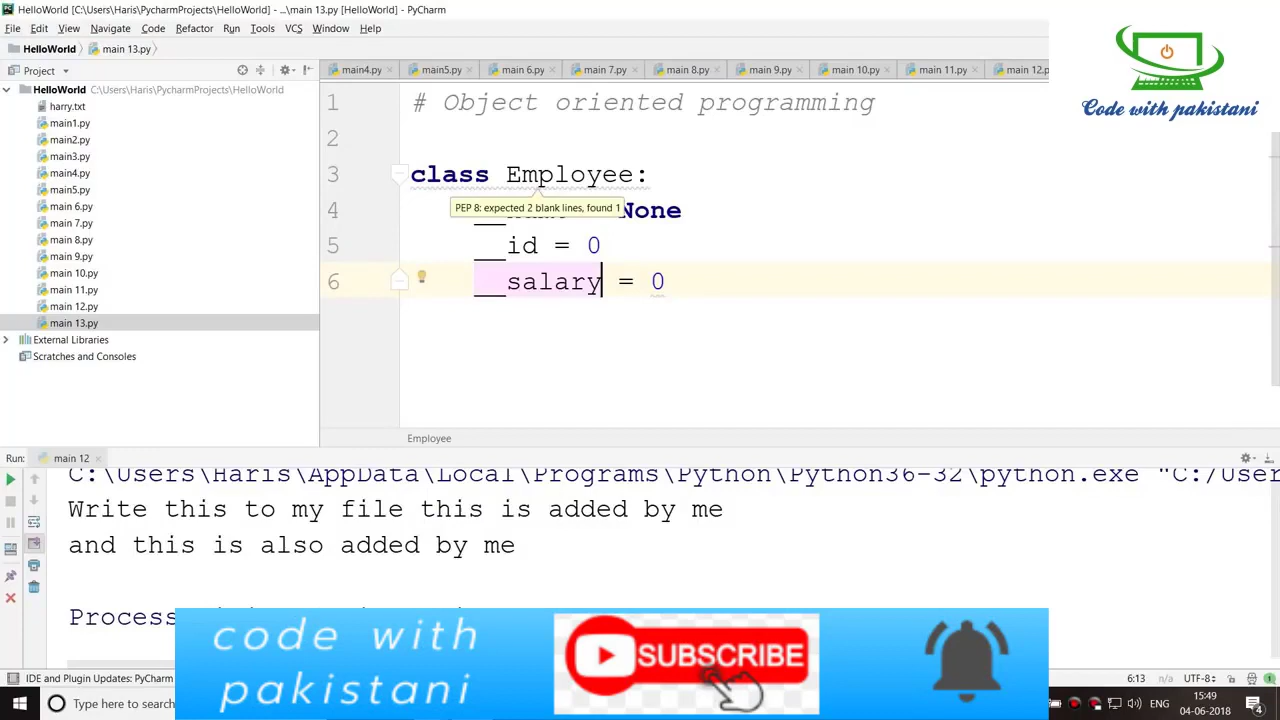 HelloWorld [C:\Users\Haris\PycharmProjects\HelloWorld] - ...\main 13.py [HelloWorld] - PyCharm
File Edit View Navigate Code Refactor Run Tools VCS Window Help
HelloWorld main 13.py
Project
main4.py main5.py main 6.py main 7.py main 8.py main 9.py main 10.py main 11.py main 12.p
HelloWorld C:\Users\Haris\PycharmProjects\HelloWorld
harry.txt
main1.py
main2.py
main3.py
main4.py
main5.py
main 6.py
main 7.py
main 8.py
main 9.py
main 10.py
main 11.py
main 12.py
main 13.py
External Libraries
Scratches and Consoles
1 # Object oriented programming
2
3 class Employee:
PEP 8: expected 2 blank lines, found 1
4 None
5 __id = 0
6 __salary = 0
Employee
Code with pakistani
Run: main 12
C:\Users\Haris\AppData\Local\Programs\Python\Python36-32\python.exe "C:/User
Write this to my file this is added by me
and this is also added by me
Process
code with
pakistani
SUBSCRIBE
IDE and Plugin Updates: PyCharm
6:13 n/a UTF-8
1
Type here to search
15:49
04-06-2018
4